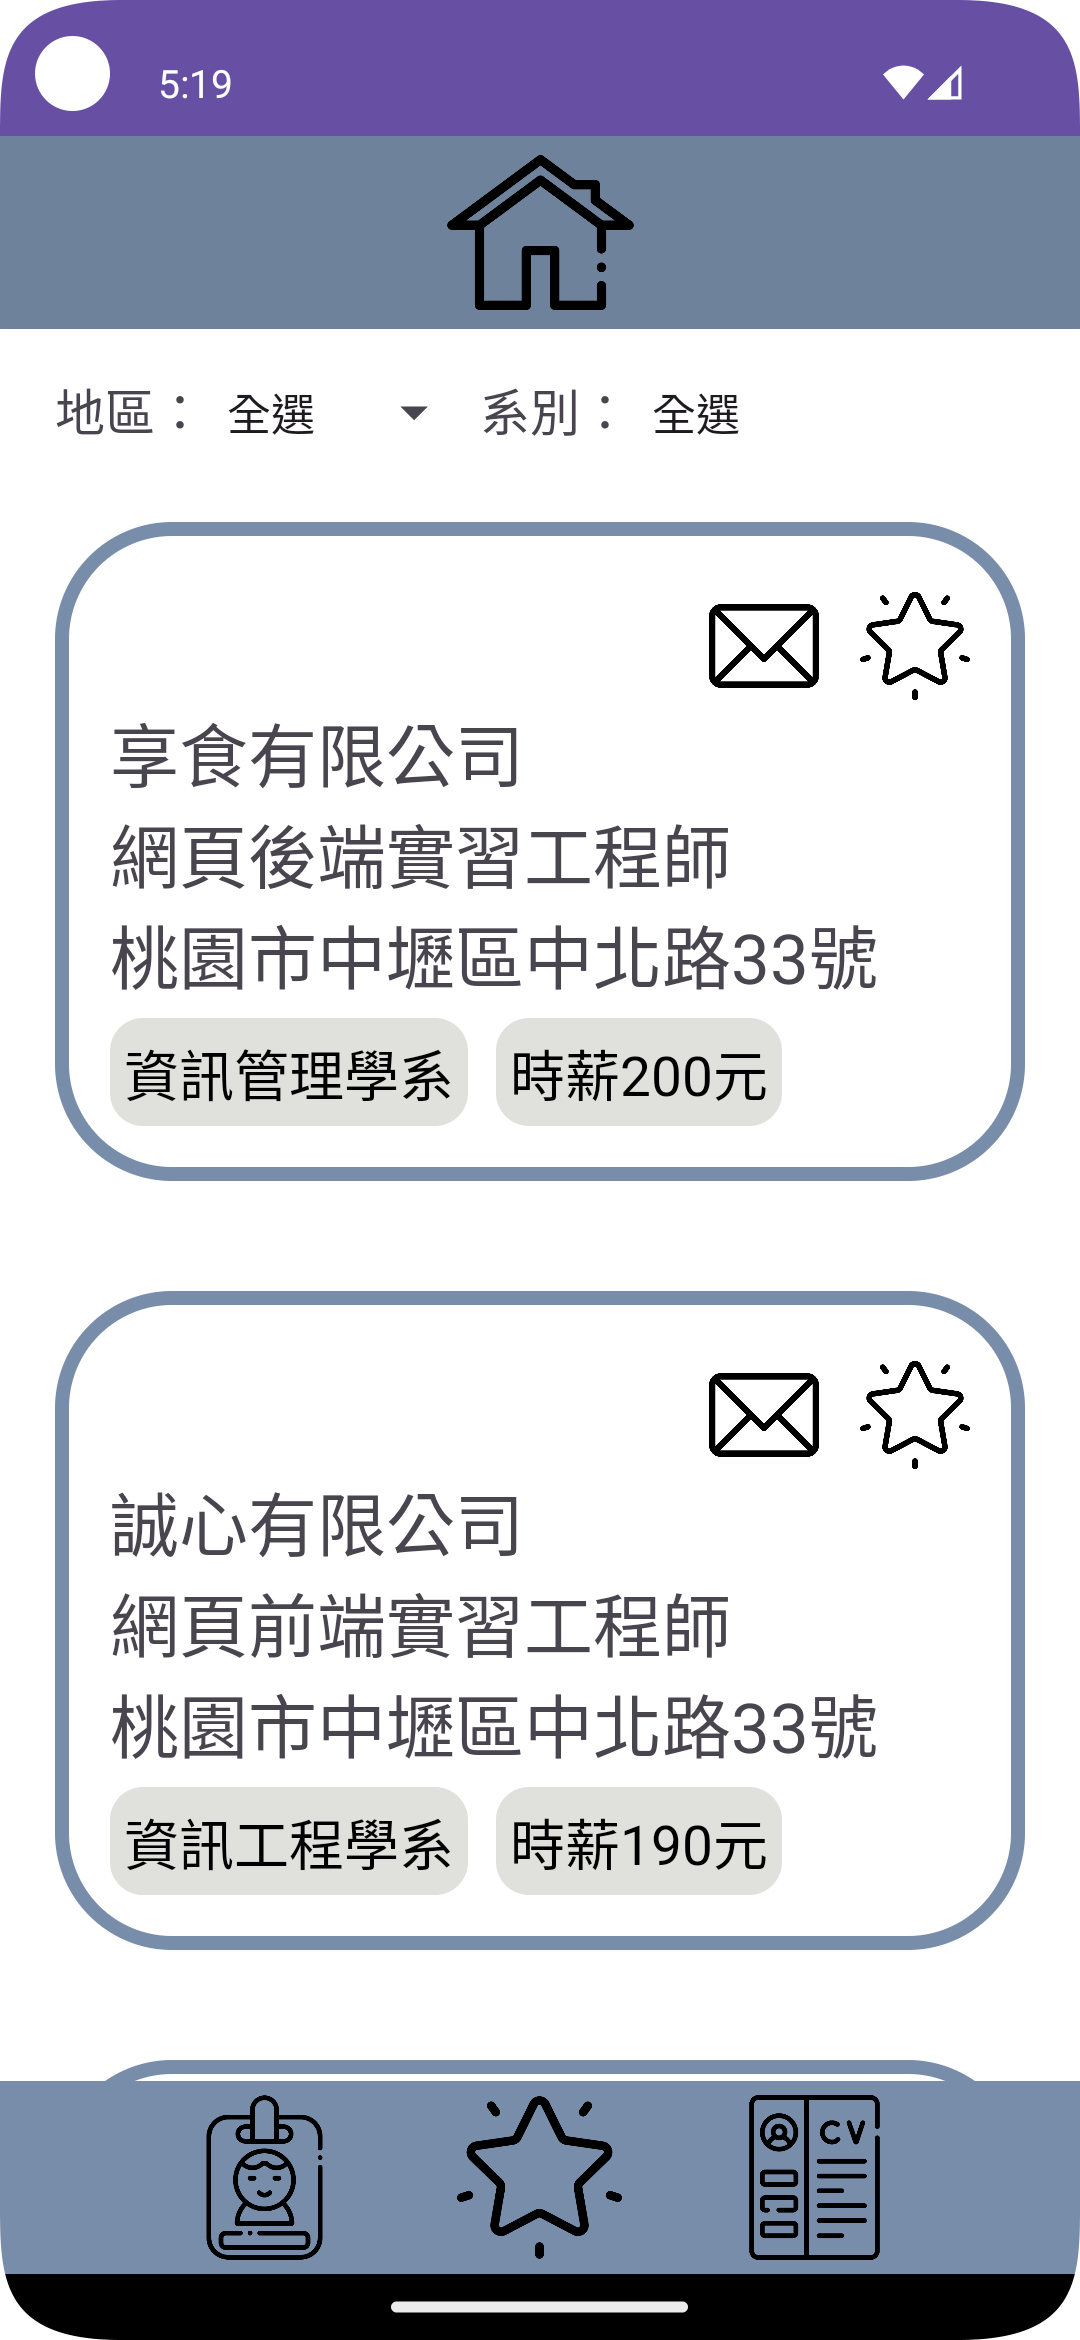 5:19
地區： 全選 系別： 全選
享食有限公司
網頁後端實習工程師
桃園市中壢區中北路33號
資訊管理學系 時薪200元
誠心有限公司
網頁前端實習工程師
桃園市中壢區中北路33號
資訊工程學系 時薪190元
CV